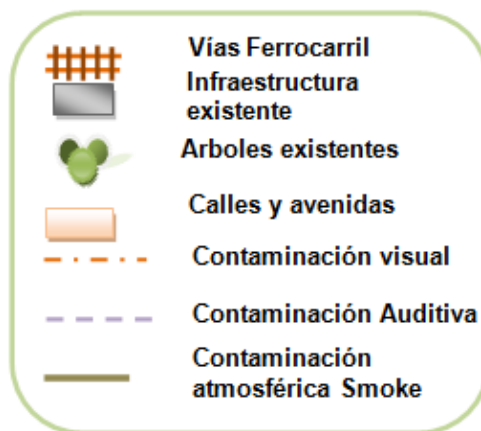 Vías Ferrocarril
Infraestructura
existente
Arboles existentes
Calles y avenidas
Contaminación visual
Contaminación Auditiva
Contaminación
atmosférica Smoke